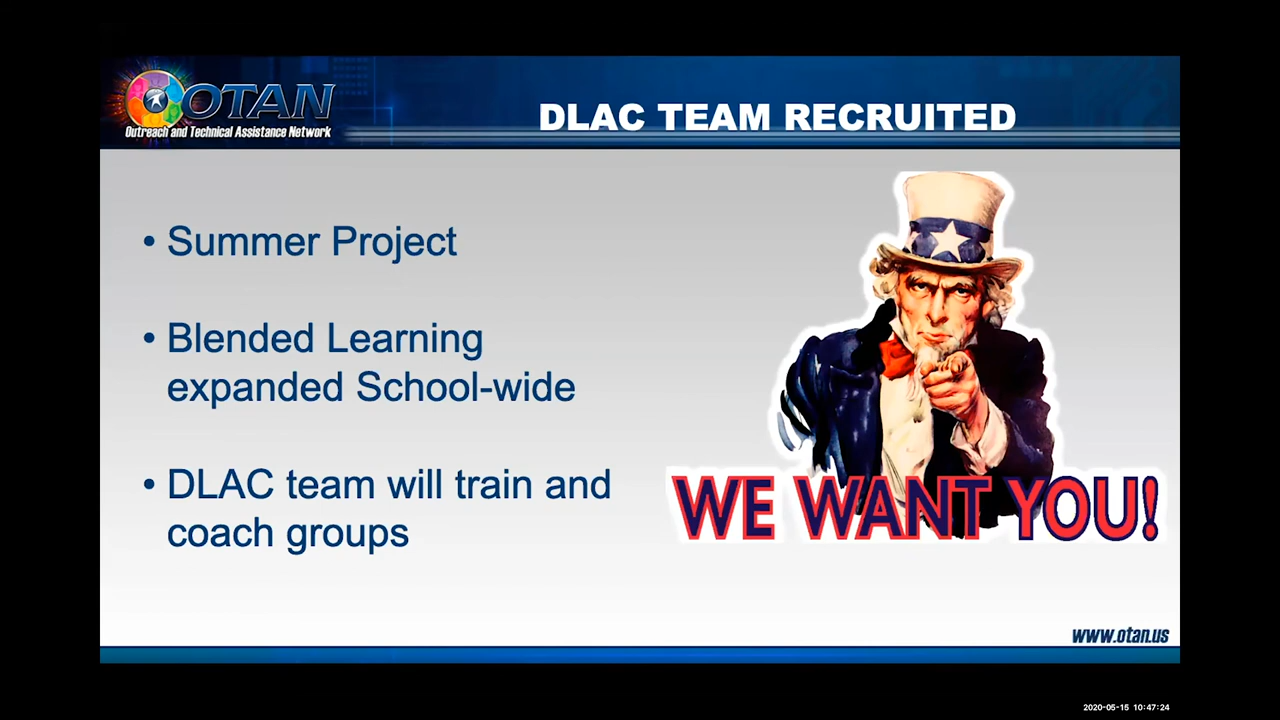 OTAN
Outreach and Technical Assistance Network
DLAC TEAM RECRUITED
• Summer Project
• Blended Learning
expanded School-wide
• DLAC team will train and
coach groups
WE WANT YOU!
www.otan.us
2020-05-15 10:47:24